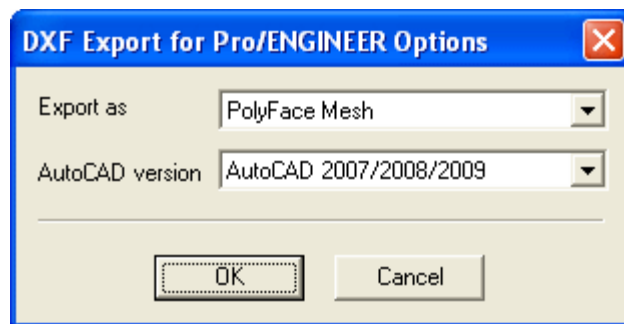 DXF Export for Pro/ENGINEER Options
Export as PolyFace Mesh
AutoCAD version AutoCAD 2007/2008/2009
OK Cancel